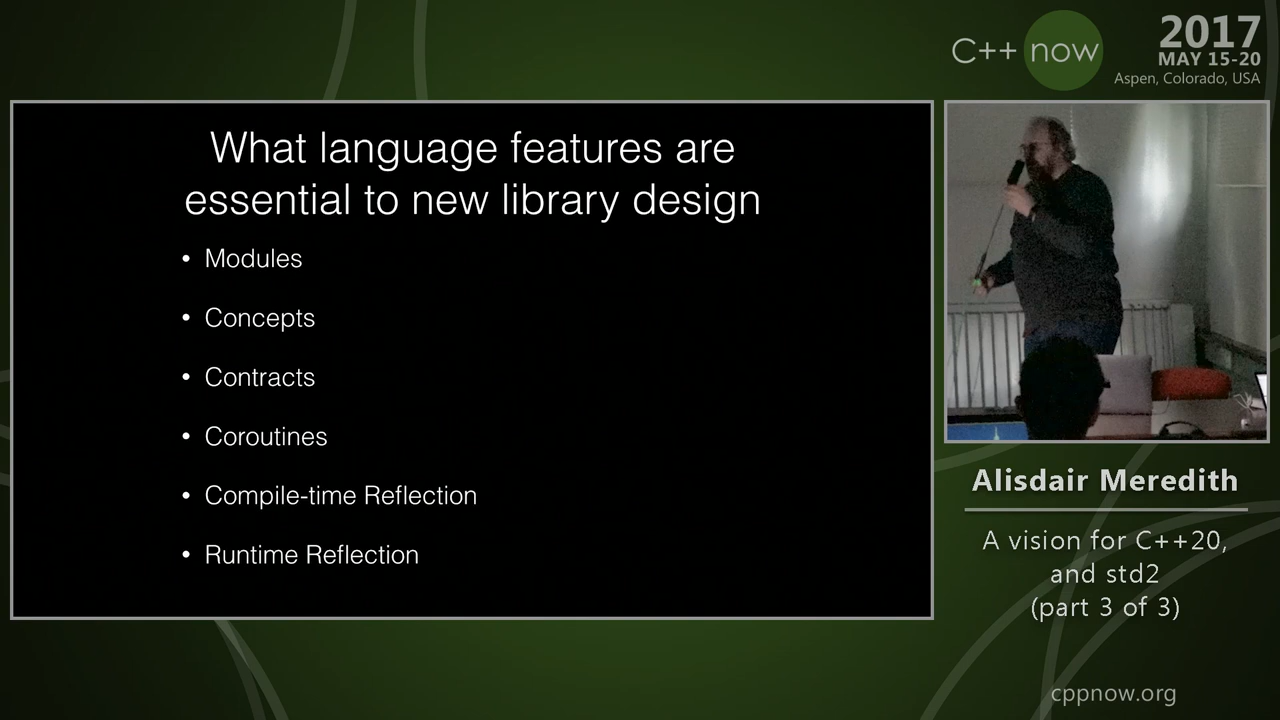 C++ now
2017
MAY 15-20
Aspen, Colorado, USA
What language features are
essential to new library design
• Modules
• Concepts
• Contracts
• Coroutines
• Compile-time Reflection
• Runtime Reflection
Alisdair Meredith
A vision for C++20,
and std2
(part 3 of 3)
cppnow.org